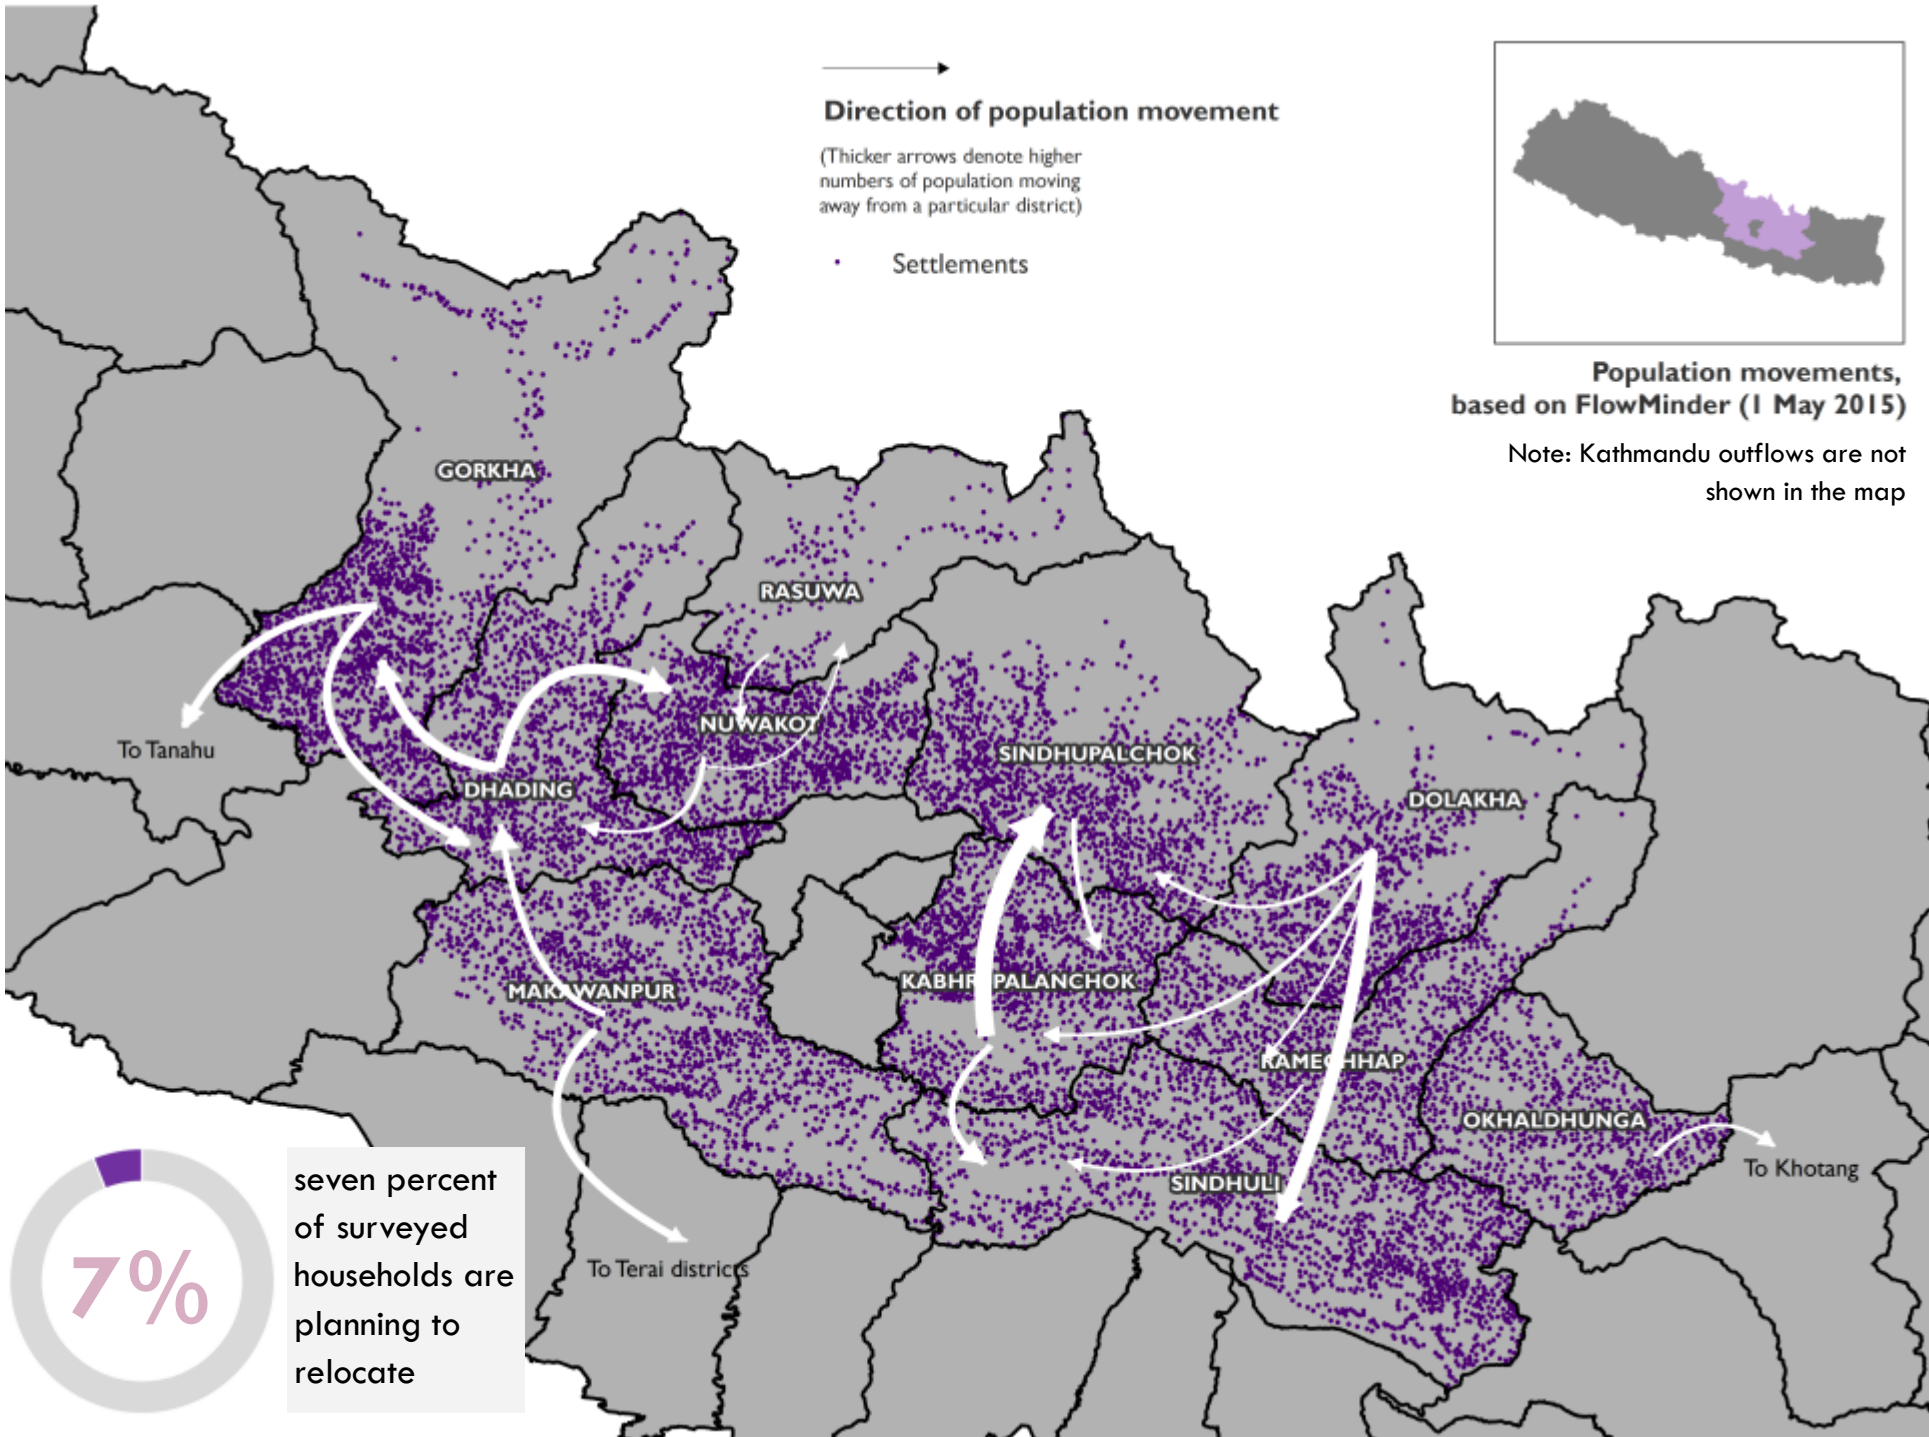 Direction of population movement
(Thicker arrows denote higher
numbers of population moving
away from a particular district)
Settlements
Population movements,
based on FlowMinder (1 May 2015)
Note: Kathmandu outflows are not
shown in the map
GORKHA
RASUWA
NUWAKOT
To Tanahu
SINDHUPALCHOK
DHADING
DOLAKHA
KABHREPALANCHOK
MAKAWANPUR
RAMECHHAP
OKHALDHUNGA
To Khotang
SINDHULI
To Terai districts
7%
seven percent
of surveyed
households are
planning to
relocate